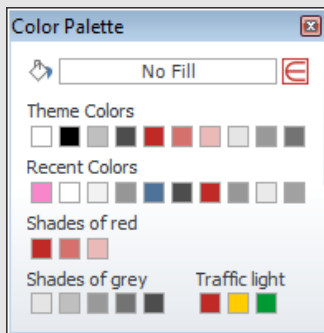 Color Palette
No Fill
Theme Colors
Recent Colors
Shades of red
Shades of grey
Traffic light